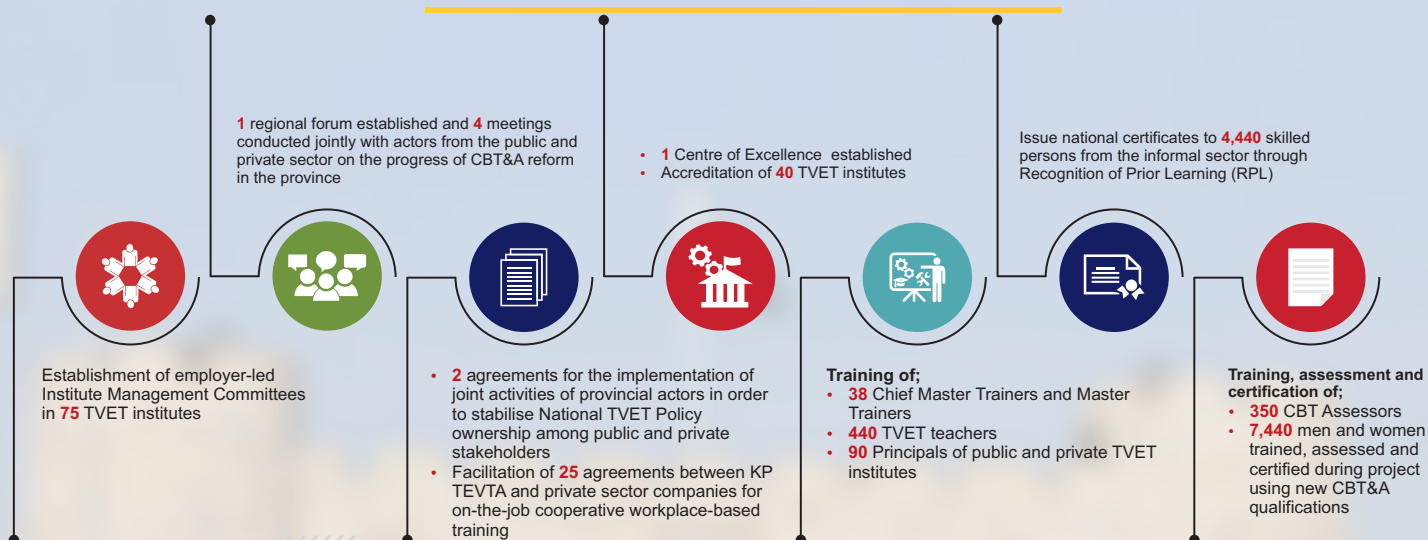 1 regional forum established and 4 meetings
conducted jointly with actors from the public and
private sector on the progress of CBT&A reform
in the province
• 1 Centre of Excellence established
• Accreditation of 40 TVET institutes
Issue national certificates to 4,440 skilled
persons from the informal sector through
Recognition of Prior Learning (RPL)
Establishment of employer-led
Institute Management Committees
in 75 TVET institutes
• 2 agreements for the implementation of
joint activities of provincial actors in order
to stabilise National TVET Policy
ownership among public and private
stakeholders
• Facilitation of 25 agreements between KP
TEVTA and private sector companies for
on-the-job cooperative workplace-based
training
Training of;
• 38 Chief Master Trainers and Master
Trainers
• 440 TVET teachers
• 90 Principals of public and private TVET
institutes
Training, assessment and
certification of;
• 350 CBT Assessors
• 7,440 men and women
trained, assessed and
certified during project
using new CBT&A
qualifications